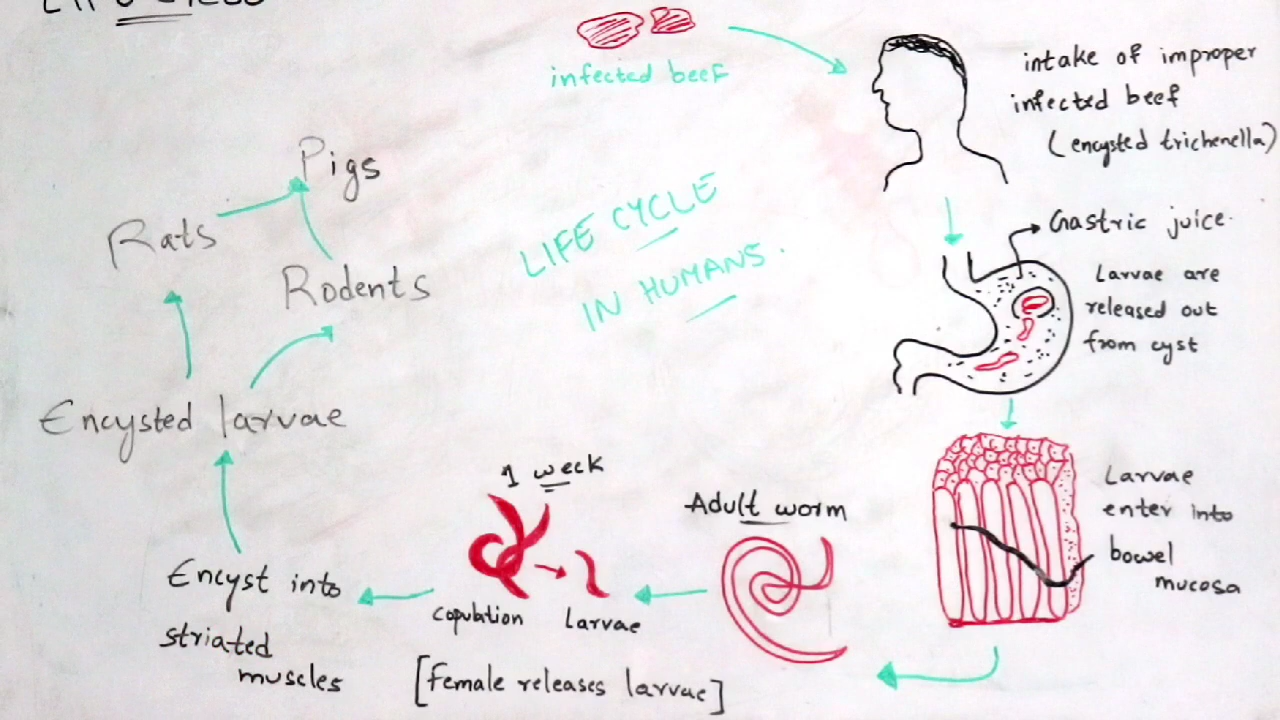 LIFE CYCLE
infected beef
intake of improper
infected beef
(encysted trichenella)
Pigs
Rats
Rodents
Encysted larvae
LIFE CYCLE
IN HUMANS.
Gastric juice.
Larvae are
released out
from cyst
Larvae
enter into
bowel
mucosa
Adult worm
1 week
copulation larvae
[Female releases larvae]
Encyst into
striated
muscles